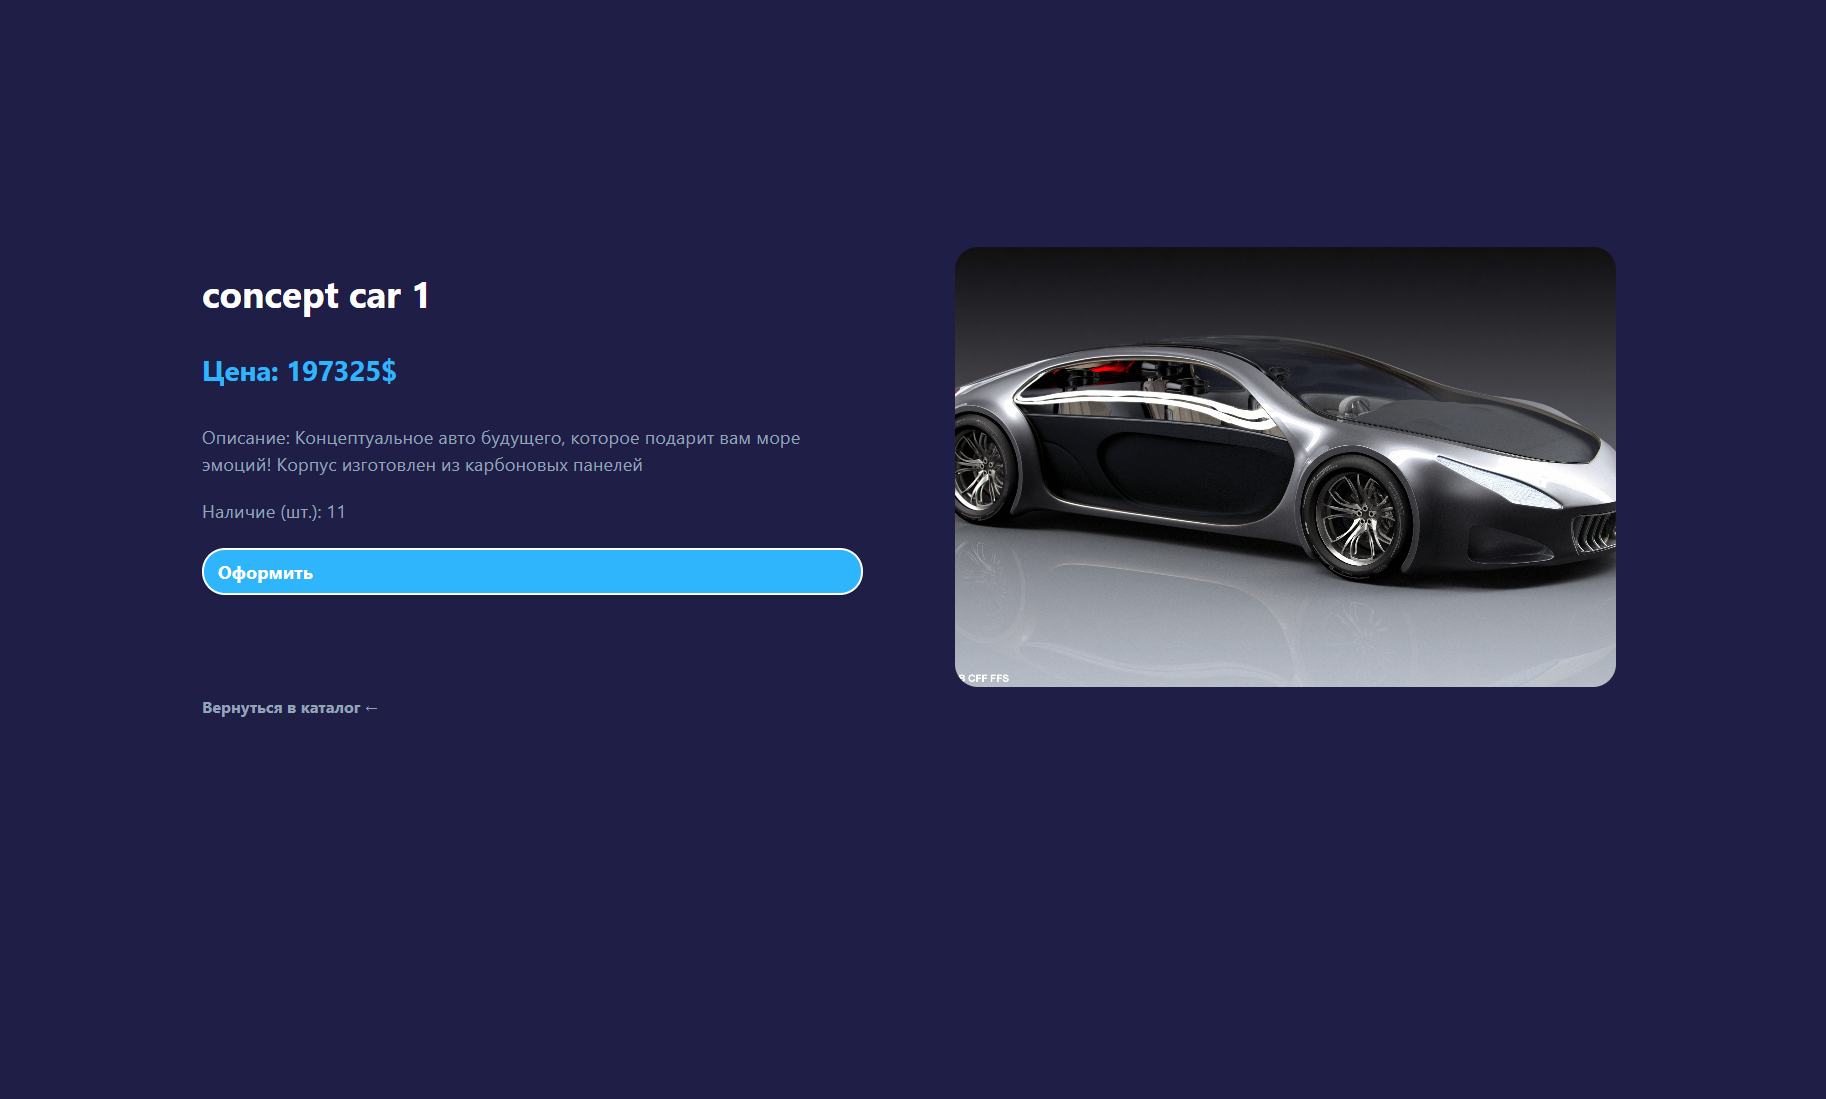 concept car 1
Цена: 197325$
Описание: Концептуальное авто будущего, которое подарит вам море
эмоций! Корпус изготовлен из карбоновых панелей
Наличие (шт.): 11
Оформить
Вернуться в каталог ←
CFF FFS